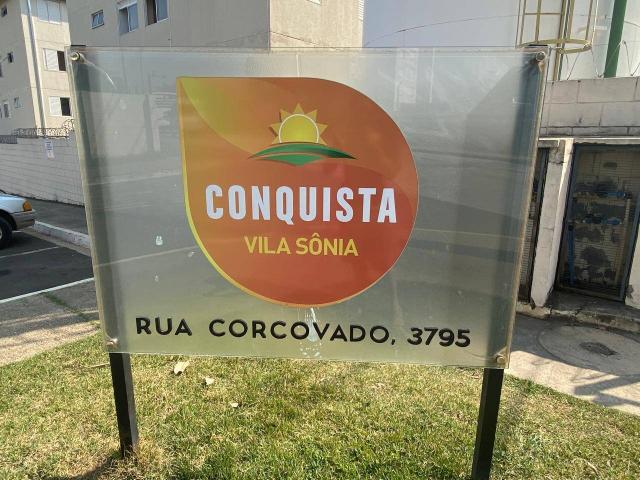 CONQUISTA
VILA SÔNIA
RUA CORCOVADO, 3795